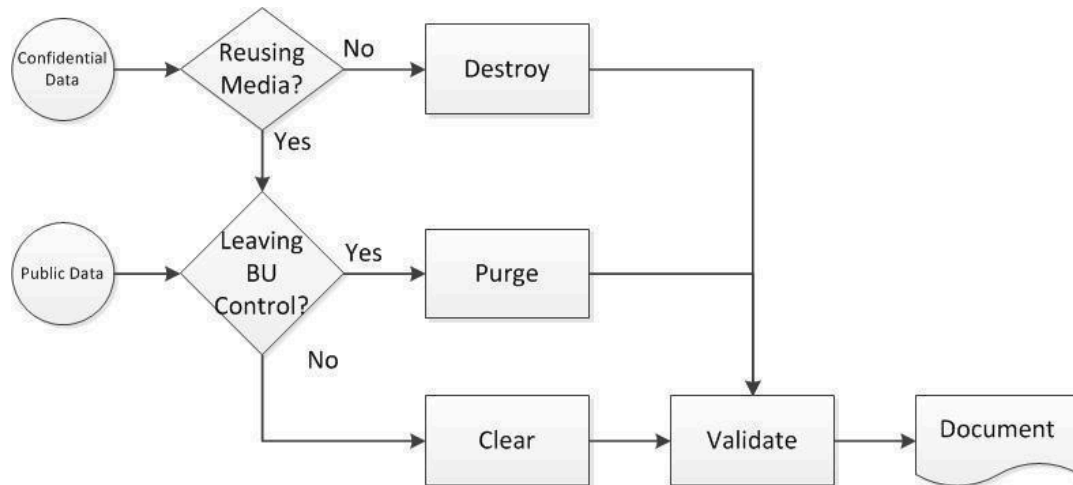 Confidential
Data
Reusing
Media?
No
Destroy
Yes
Public Data
Leaving
BU
Control?
Yes
Purge
No
Clear
Validate
Document